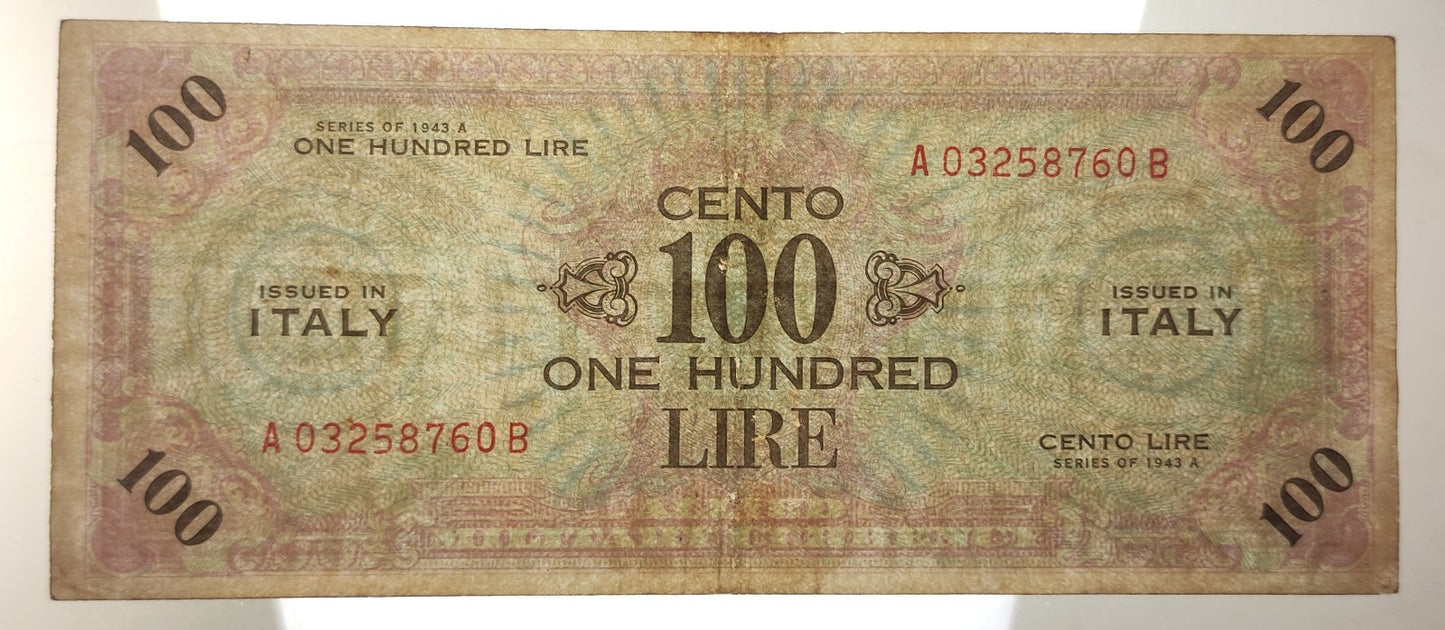 100
100
SERIES OF 1943 A
ONE HUNDRED LIRE
A 03258760 B
CENTO
100
ISSUED IN
ITALY
ISSUED IN
ITALY
ONE HUNDRED
LIRE
A 03258760 B
CENTO LIRE
SERIES OF 1943 A
100
100